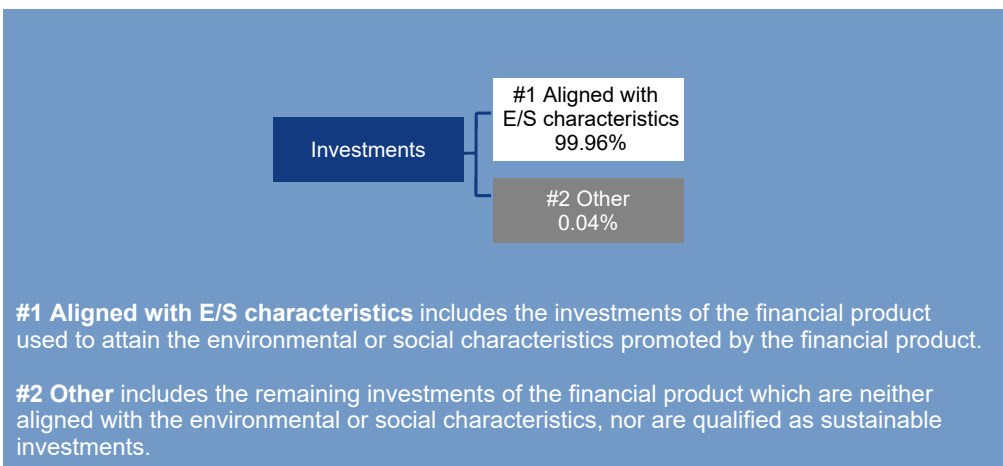 Investments
#1 Aligned with
E/S characteristics
99.96%
#2 Other
0.04%
#1 Aligned with E/S characteristics includes the investments of the financial product
used to attain the environmental or social characteristics promoted by the financial product.
#2 Other includes the remaining investments of the financial product which are neither
aligned with the environmental or social characteristics, nor are qualified as sustainable
investments.